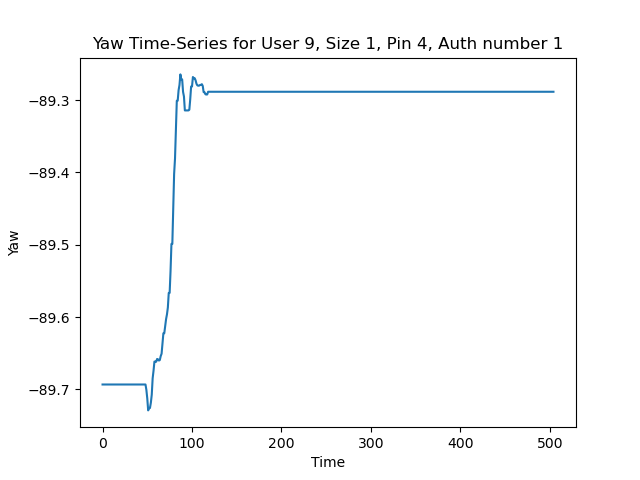 Yaw Time-Series for User 9, Size 1, Pin 4, Auth number 1
−89.3
−89.4
−89.5
−89.6
−89.7
Yaw
0 100 200 300 400 500
Time